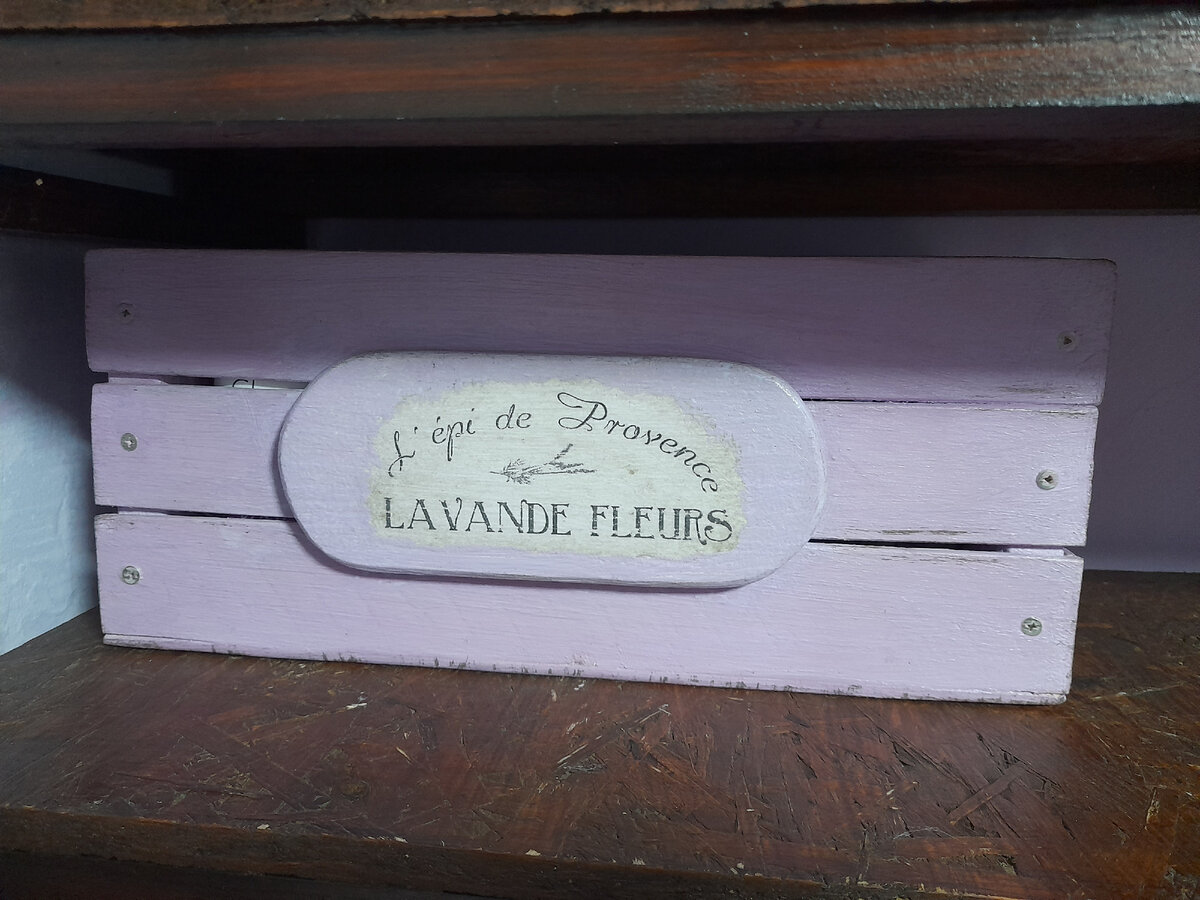 L'épi de Provence
LAVANDE FLEURS